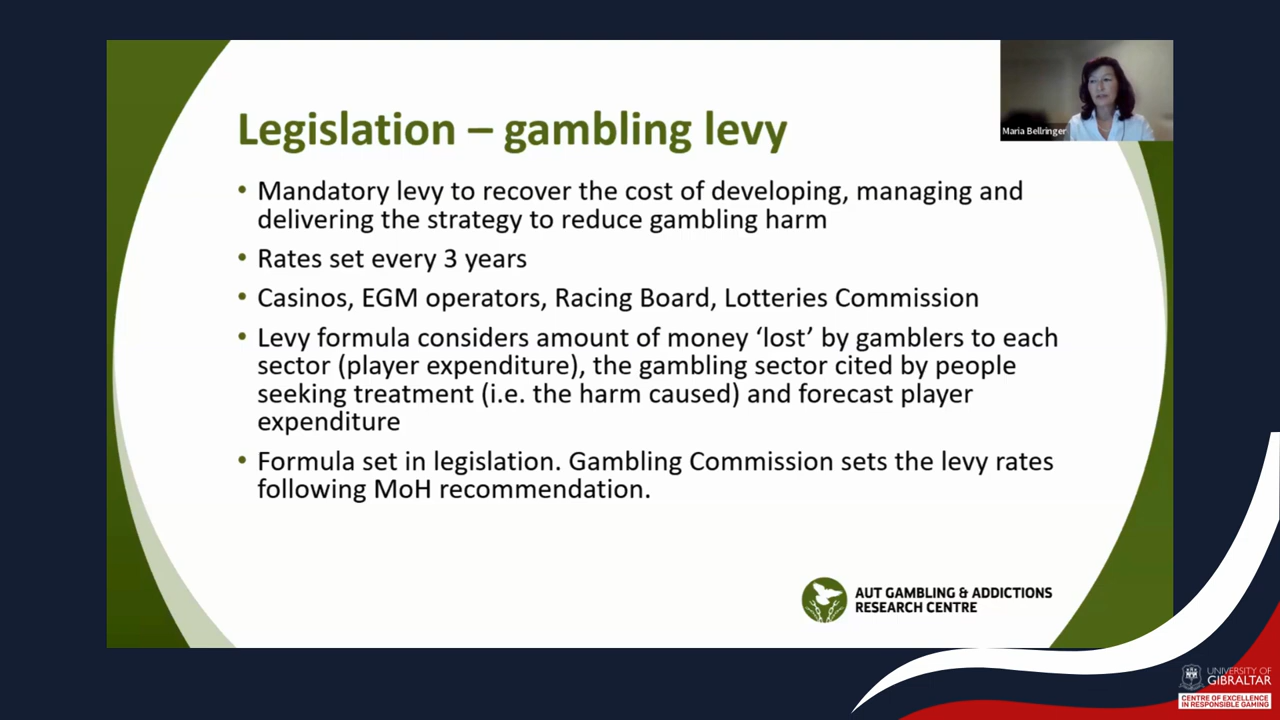 Maria Bellringer
Legislation – gambling levy
• Mandatory levy to recover the cost of developing, managing and
delivering the strategy to reduce gambling harm
• Rates set every 3 years
• Casinos, EGM operators, Racing Board, Lotteries Commission
• Levy formula considers amount of money ‘lost’ by gamblers to each
sector (player expenditure), the gambling sector cited by people
seeking treatment (i.e. the harm caused) and forecast player
expenditure
• Formula set in legislation. Gambling Commission sets the levy rates
following MoH recommendation.
AUT GAMBLING & ADDICTIONS
RESEARCH CENTRE
UNIVERSITY OF
GIBRALTAR
CENTRE OF EXCELLENCE
IN RESPONSIBLE GAMING